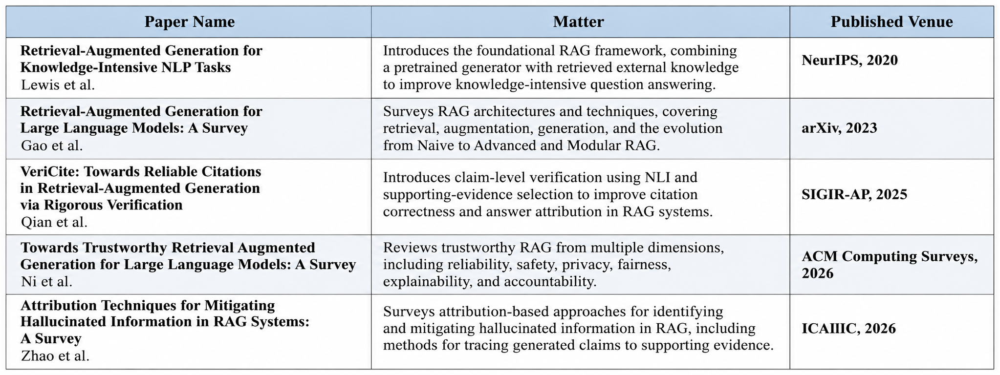 Paper Name
Matter
Published Venue
Retrieval-Augmented Generation for
Knowledge-Intensive NLP Tasks
Lewis et al.
Introduces the foundational RAG framework, combining
a pretrained generator with retrieved external knowledge
to improve knowledge-intensive question answering.
NeurIPS, 2020
Retrieval-Augmented Generation for
Large Language Models: A Survey
Gao et al.
Surveys RAG architectures and techniques, covering
retrieval, augmentation, generation, and the evolution
from Naive to Advanced and Modular RAG.
arXiv, 2023
VeriCite: Towards Reliable Citations
in Retrieval-Augmented Generation
via Rigorous Verification
Qian et al.
Introduces claim-level verification using NLI and
supporting-evidence selection to improve citation
correctness and answer attribution in RAG systems.
SIGIR-AP, 2025
Towards Trustworthy Retrieval Augmented
Generation for Large Language Models: A Survey
Ni et al.
Reviews trustworthy RAG from multiple dimensions,
including reliability, safety, privacy, fairness,
explainability, and accountability.
ACM Computing Surveys,
2026
Attribution Techniques for Mitigating
Hallucinated Information in RAG Systems:
A Survey
Zhao et al.
Surveys attribution-based approaches for identifying
and mitigating hallucinated information in RAG, including
methods for tracing generated claims to supporting evidence.
ICAIIIC, 2026